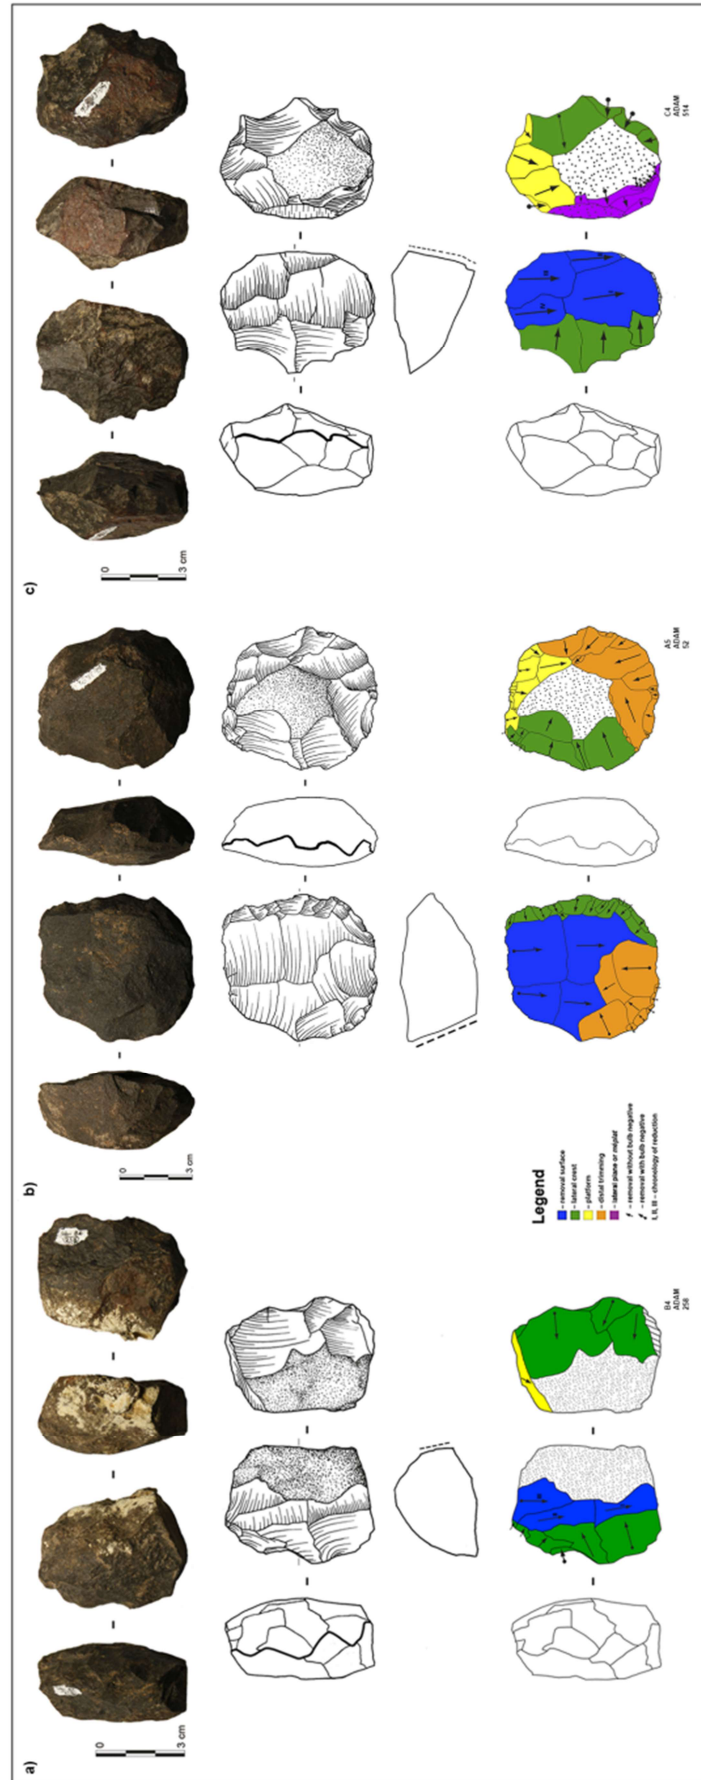 a)
0
3 cm
B4
ADAM
258
b)
0
3 cm
Legend
– removal surface
– lateral crest
– platform
– distal trimming
– lateral plane or méplat
– removal without bulb negative
– removal with bulb negative
I, II, III – chronology of reduction
A5
ADAM
52
c)
0
3 cm
C4
ADAM
514